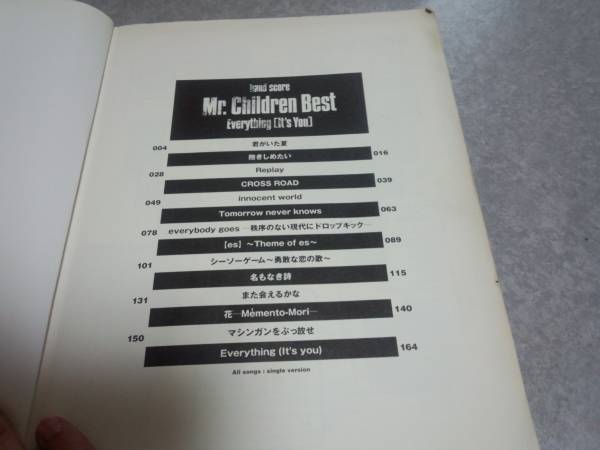 band score
Mr. Children Best
Everything [It's You]
004 君がいた夏
抱きしめたい 016
028 Replay
CROSS ROAD 039
049 innocent world
Tomorrow never knows 063
078 everybody goes —秩序のない現代にドロップキック—
【es】 ～Theme of es～ 089
101 シーソーゲーム～勇敢な恋の歌～
名もなき詩 115
131 また会えるかな
花 —Mémento-Mori— 140
150 マシンガンをぶっ放せ
Everything (It's you) 164
All songs : single version